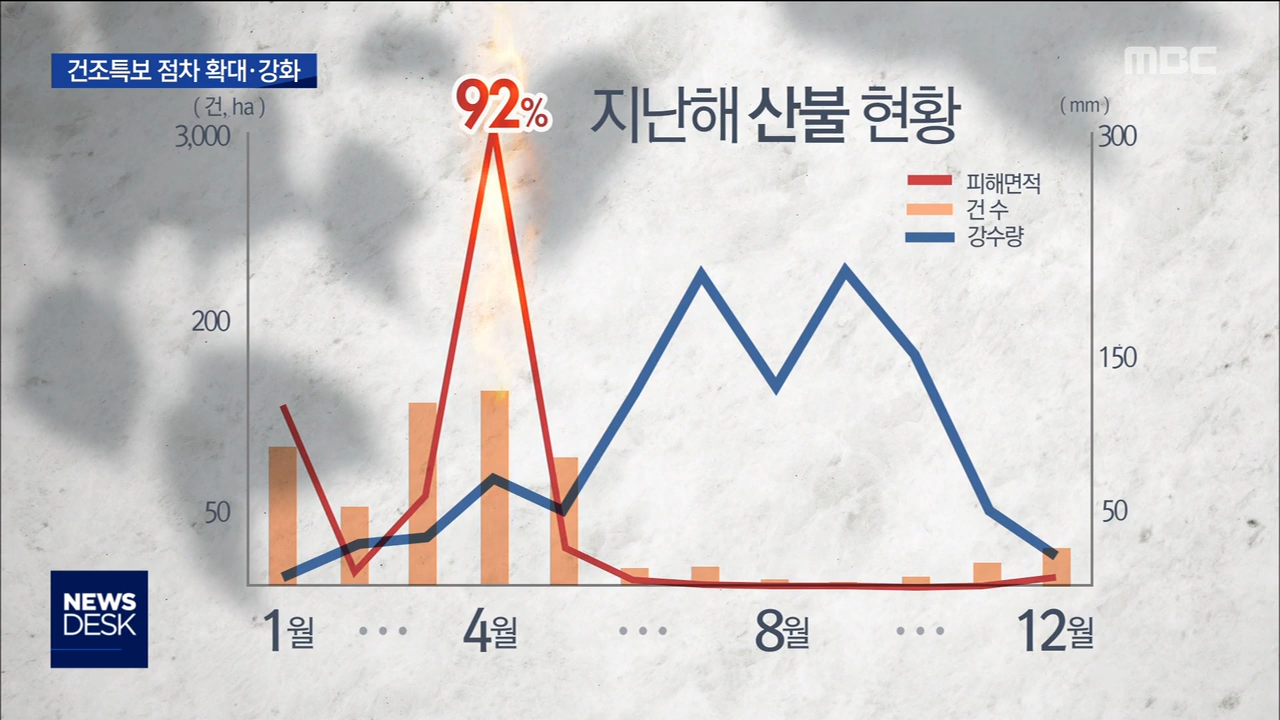 건조특보 점차 확대·강화
MBC
( 건, ha )
92%
지난해 산불 현황
( mm )
3,000
300
피해면적
건 수
강수량
200
150
50
50
NEWS
DESK
1월 ••• 4월 ••• 8월 ••• 12월